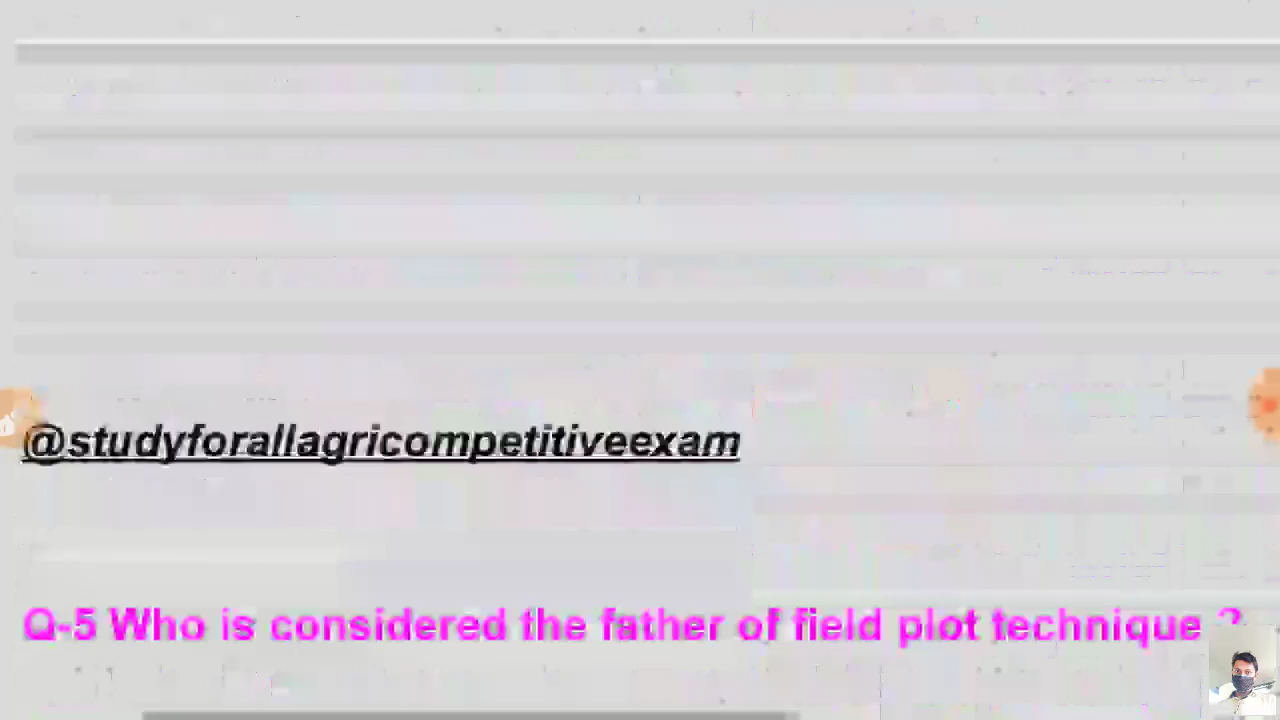 @studyforallagricompetitiveexam
Q-5 Who is considered the father of field plot technique ?